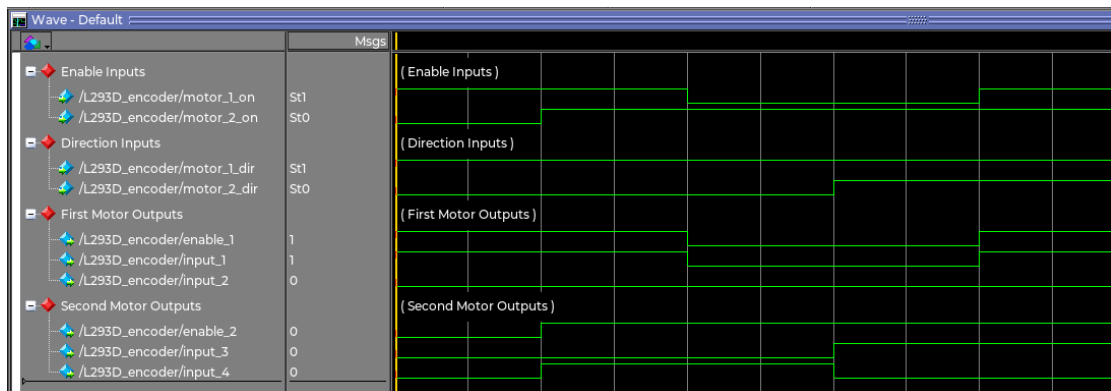 Wave - Default
Msgs
Enable Inputs ( Enable Inputs )
/L293D_encoder/motor_1_on St1
/L293D_encoder/motor_2_on St0
Direction Inputs ( Direction Inputs )
/L293D_encoder/motor_1_dir St1
/L293D_encoder/motor_2_dir St0
First Motor Outputs ( First Motor Outputs )
/L293D_encoder/enable_1 1
/L293D_encoder/input_1 1
/L293D_encoder/input_2 0
Second Motor Outputs ( Second Motor Outputs )
/L293D_encoder/enable_2 0
/L293D_encoder/input_3 0
/L293D_encoder/input_4 0